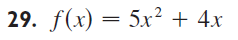 29. f(x) = 5x² + 4x